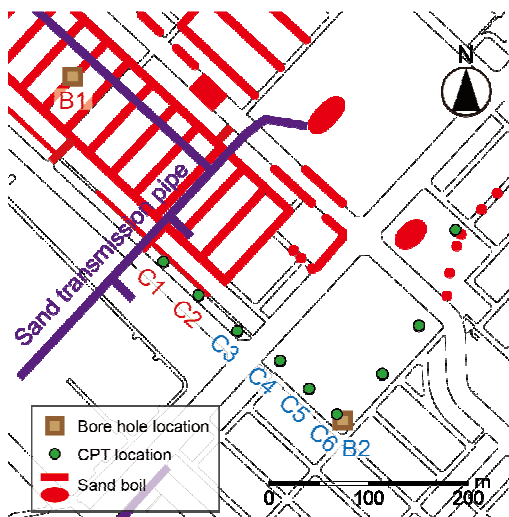 N
B1
Sand transmission pipe
C1
C2
C3
C4
C5
C6
B2
Bore hole location
CPT location
Sand boil
m
0 100 200